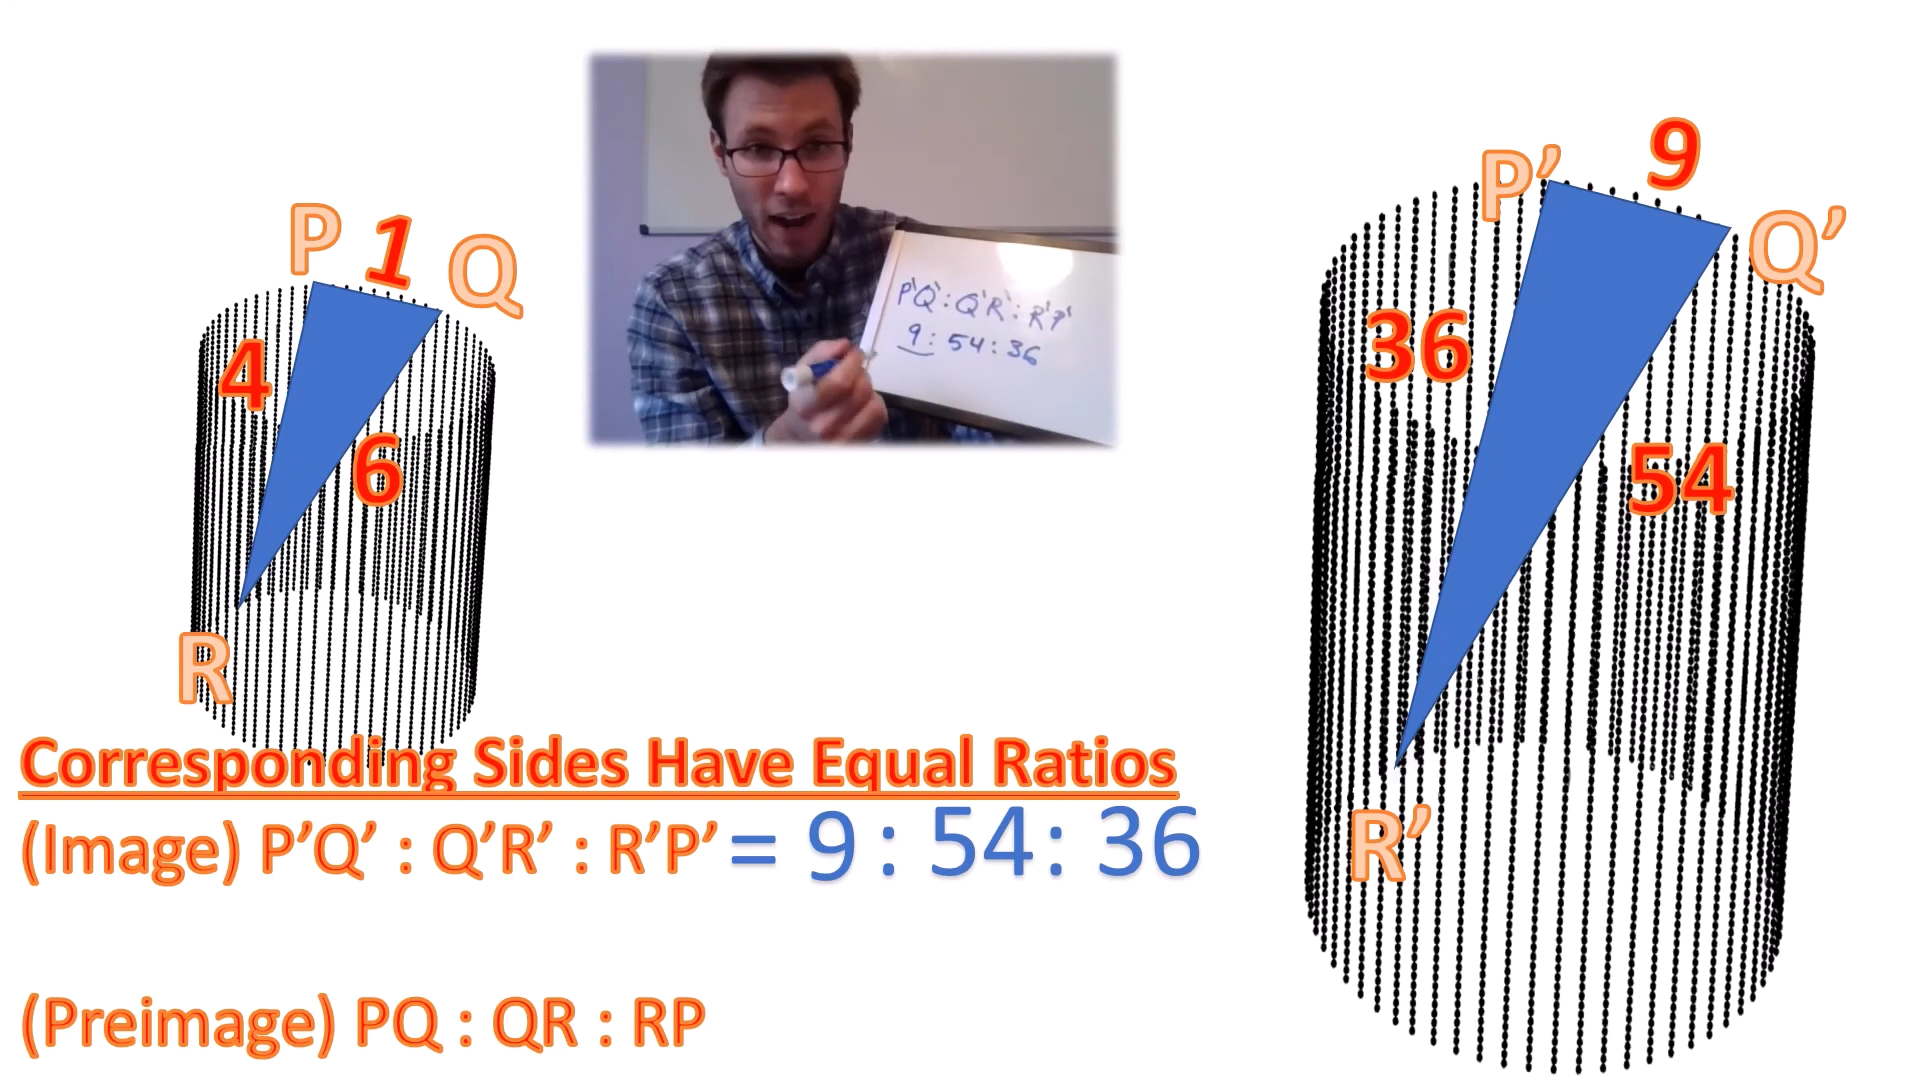 P 1 Q
4
6
R
P'Q' : Q'R' : R'P'
9 : 54 : 36
P' 9 Q'
36
54
R'
Corresponding Sides Have Equal Ratios
(Image) P'Q' : Q'R' : R'P' = 9 : 54 : 36
(Preimage) PQ : QR : RP